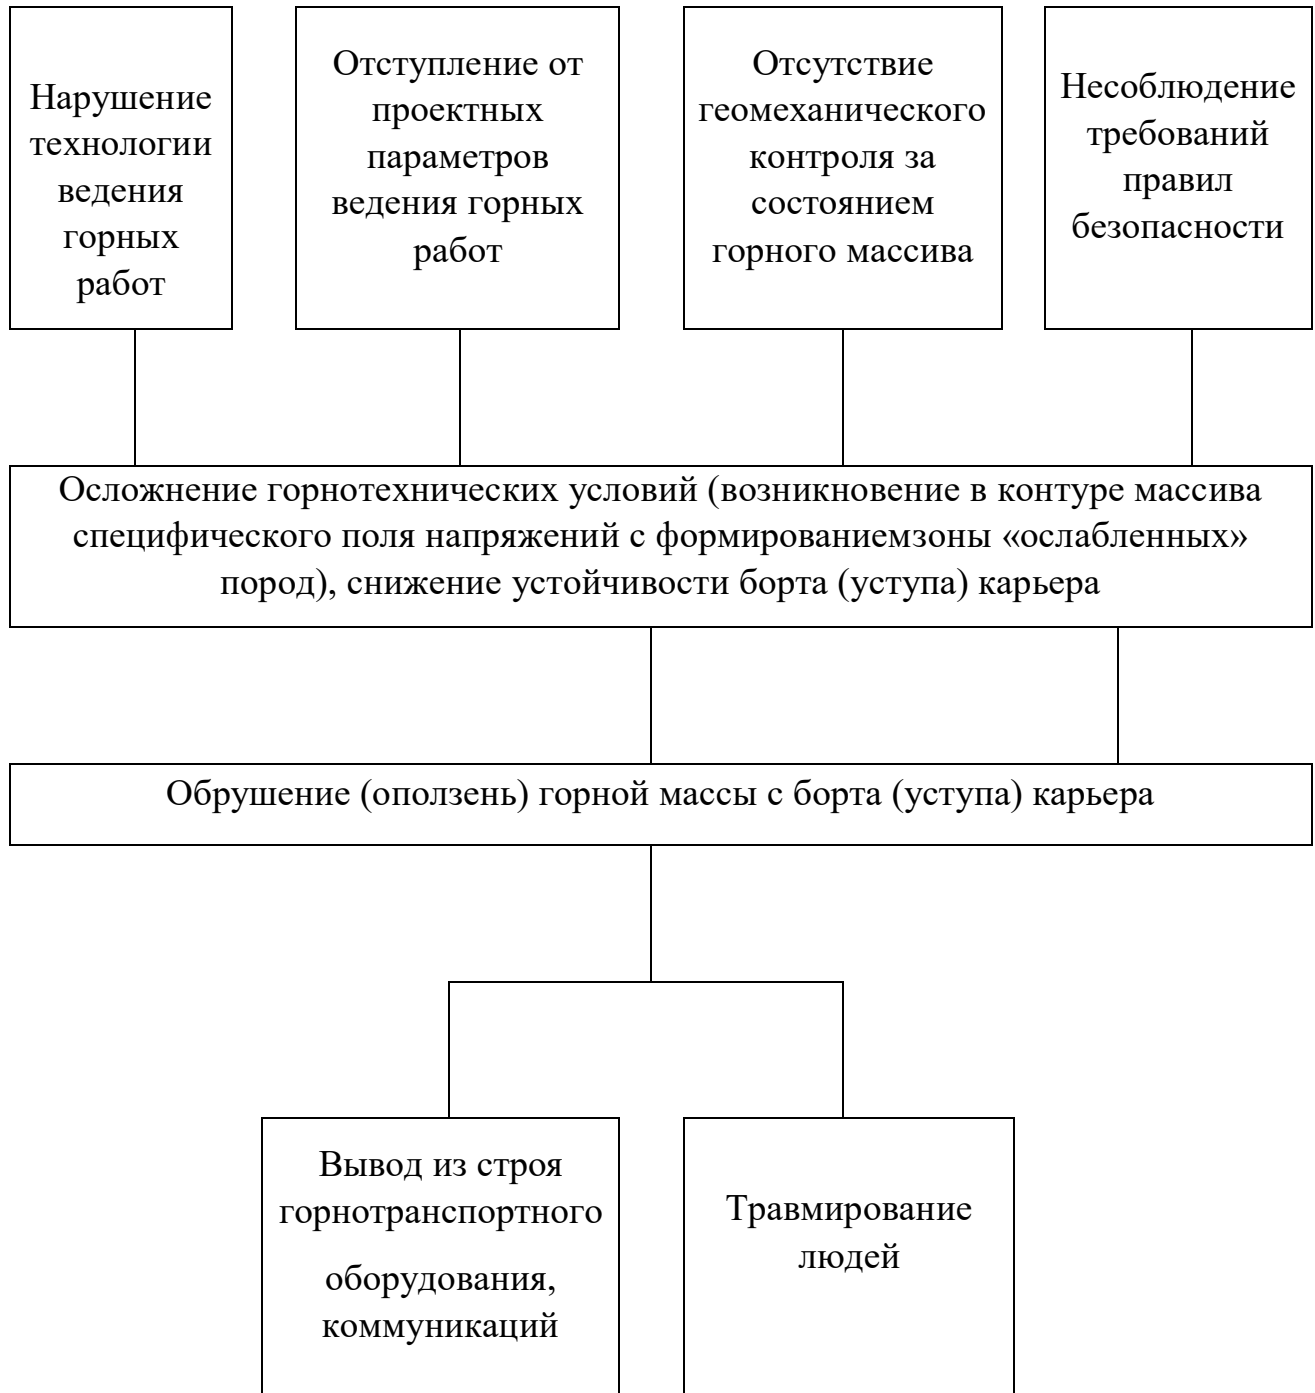 Нарушение
технологии
ведения
горных
работ
Отступление от
проектных
параметров
ведения горных
работ
Отсутствие
геомеханического
контроля за
состоянием
горного массива
Несоблюдение
требований
правил
безопасности
Осложнение горнотехнических условий (возникновение в контуре массива
специфического поля напряжений с формированиемзоны «ослабленных»
пород), снижение устойчивости борта (уступа) карьера
Обрушение (оползень) горной массы с борта (уступа) карьера
Вывод из строя
горнотранспортного
оборудования,
коммуникаций
Травмирование
людей